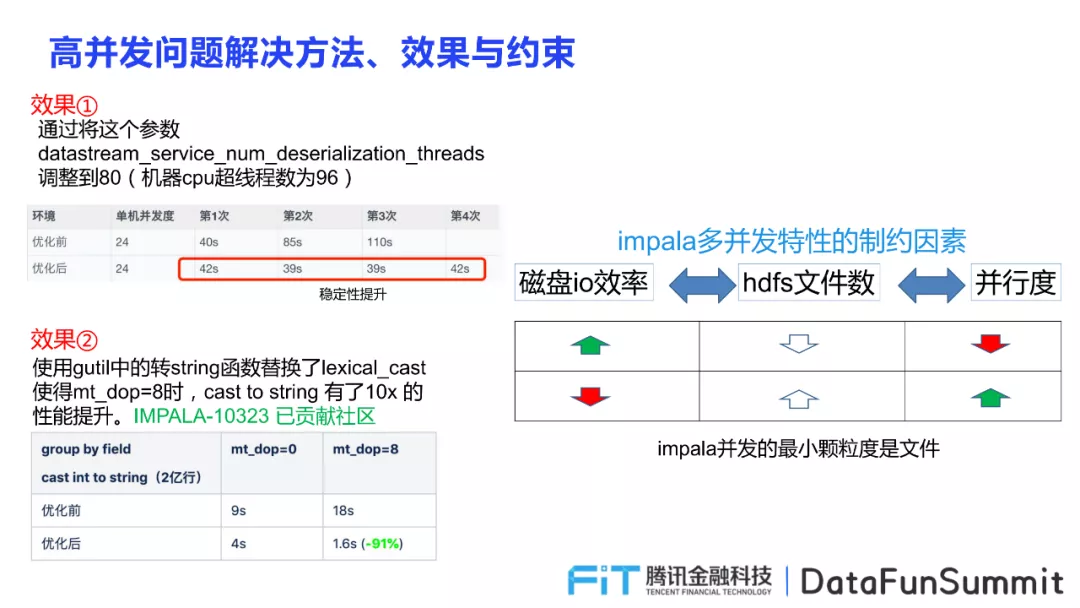 高并发问题解决方法、效果与约束
效果①
通过将这个参数
datastream_service_num_deserialization_threads
调整到80（机器cpu超线程数为96）
环境 单机并发度 第1次 第2次 第3次 第4次
优化前 24 40s 85s 110s
优化后 24 42s 39s 39s 42s
稳定性提升
效果②
使用gutil中的转string函数替换了lexical_cast
使得mt_dop=8时，cast to string 有了10x 的
性能提升。IMPALA-10323 已贡献社区
group by field mt_dop=0 mt_dop=8
cast int to string（2亿行）
优化前 9s 18s
优化后 4s 1.6s (-91%)
impala多并发特性的制约因素
磁盘io效率 hdfs文件数 并行度
impala并发的最小颗粒度是文件
FiT 腾讯金融科技 DataFunSummit
TENCENT FINANCIAL TECHNOLOGY